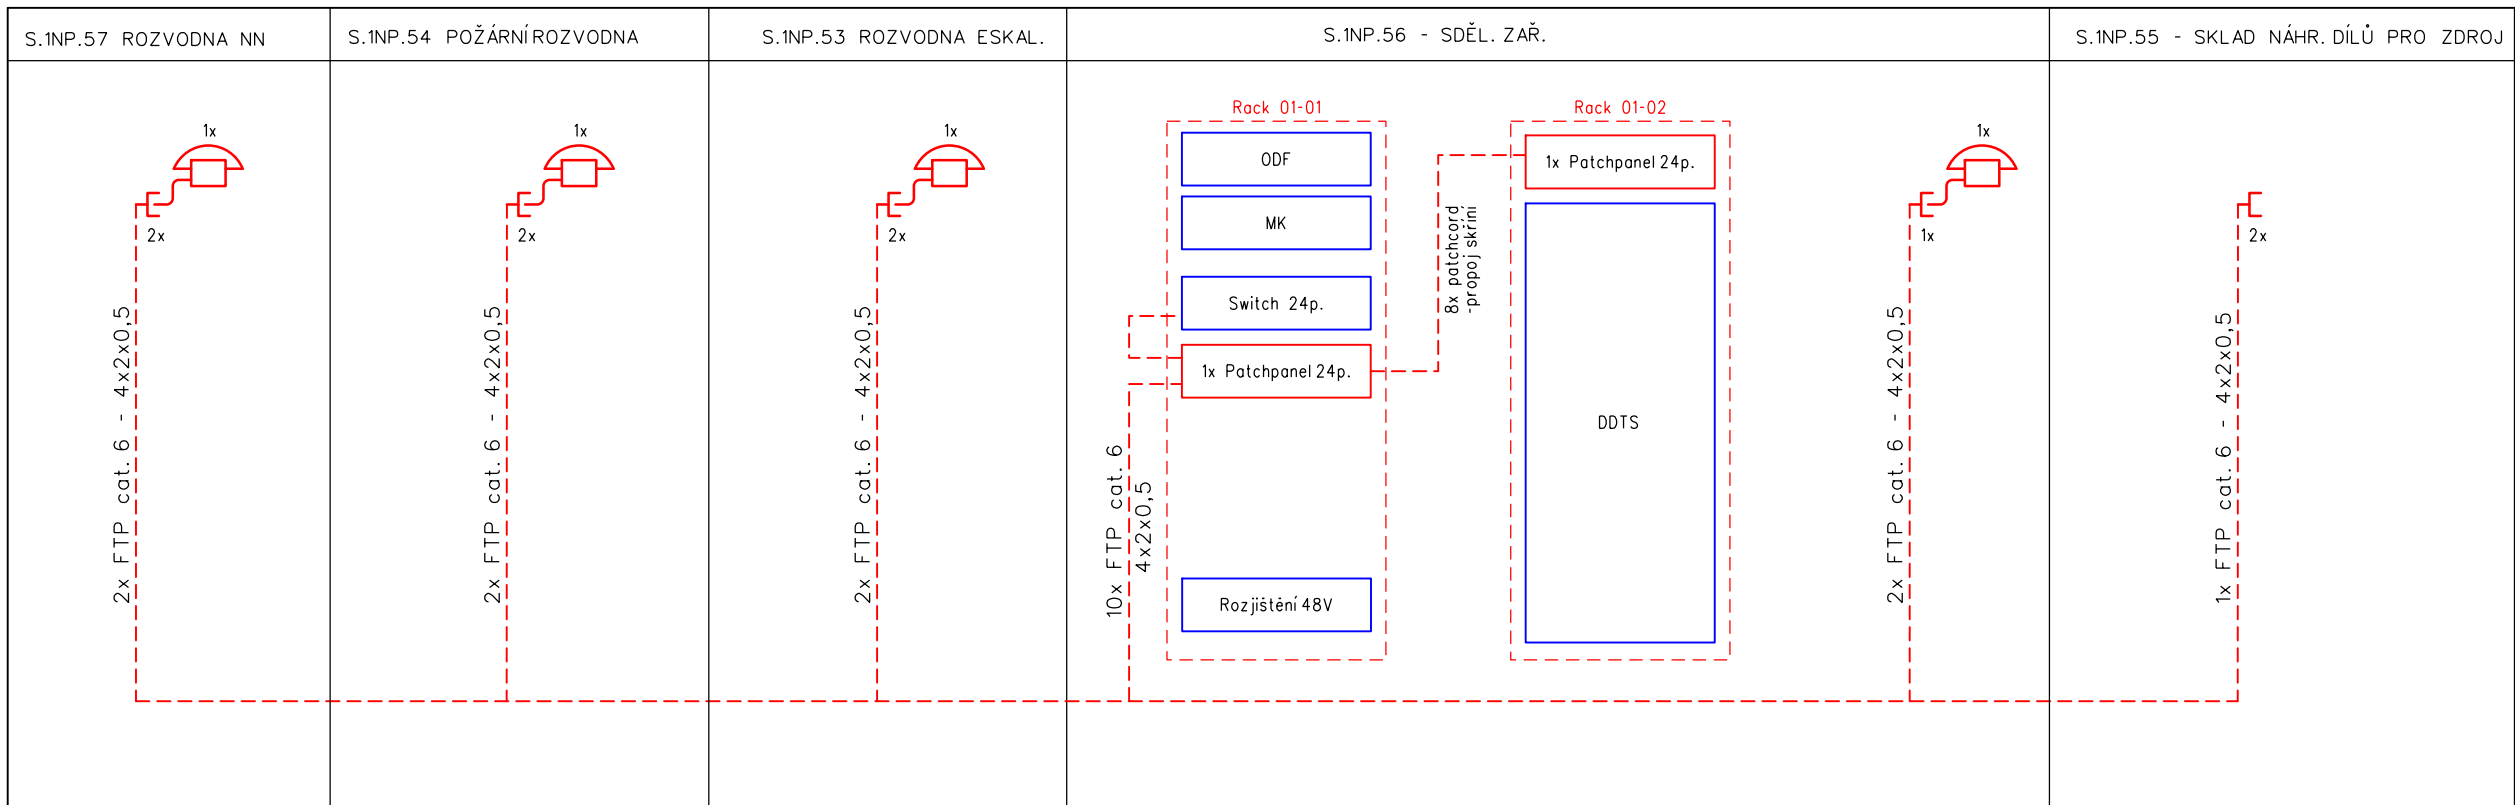 S.1NP.57 ROZVODNA NN
S.1NP.54 POŽÁRNÍ ROZVODNA
S.1NP.53 ROZVODNA ESKAL.
S.1NP.56 - SDĚL. ZAŘ.
S.1NP.55 - SKLAD NÁHR. DÍLŮ PRO ZDROJ
1x
2x
2x FTP cat. 6 - 4x2x0,5
1x
2x
2x FTP cat. 6 - 4x2x0,5
1x
2x
2x FTP cat. 6 - 4x2x0,5
10x FTP cat. 6
4x2x0,5
Rack 01-01
ODF
MK
Switch 24p.
1x Patchpanel 24p.
Rozjištění 48V
8x patchcord
-propoj skříní
Rack 01-02
1x Patchpanel 24p.
DDTS
1x
1x
2x FTP cat. 6 - 4x2x0,5
2x
1x FTP cat. 6 - 4x2x0,5